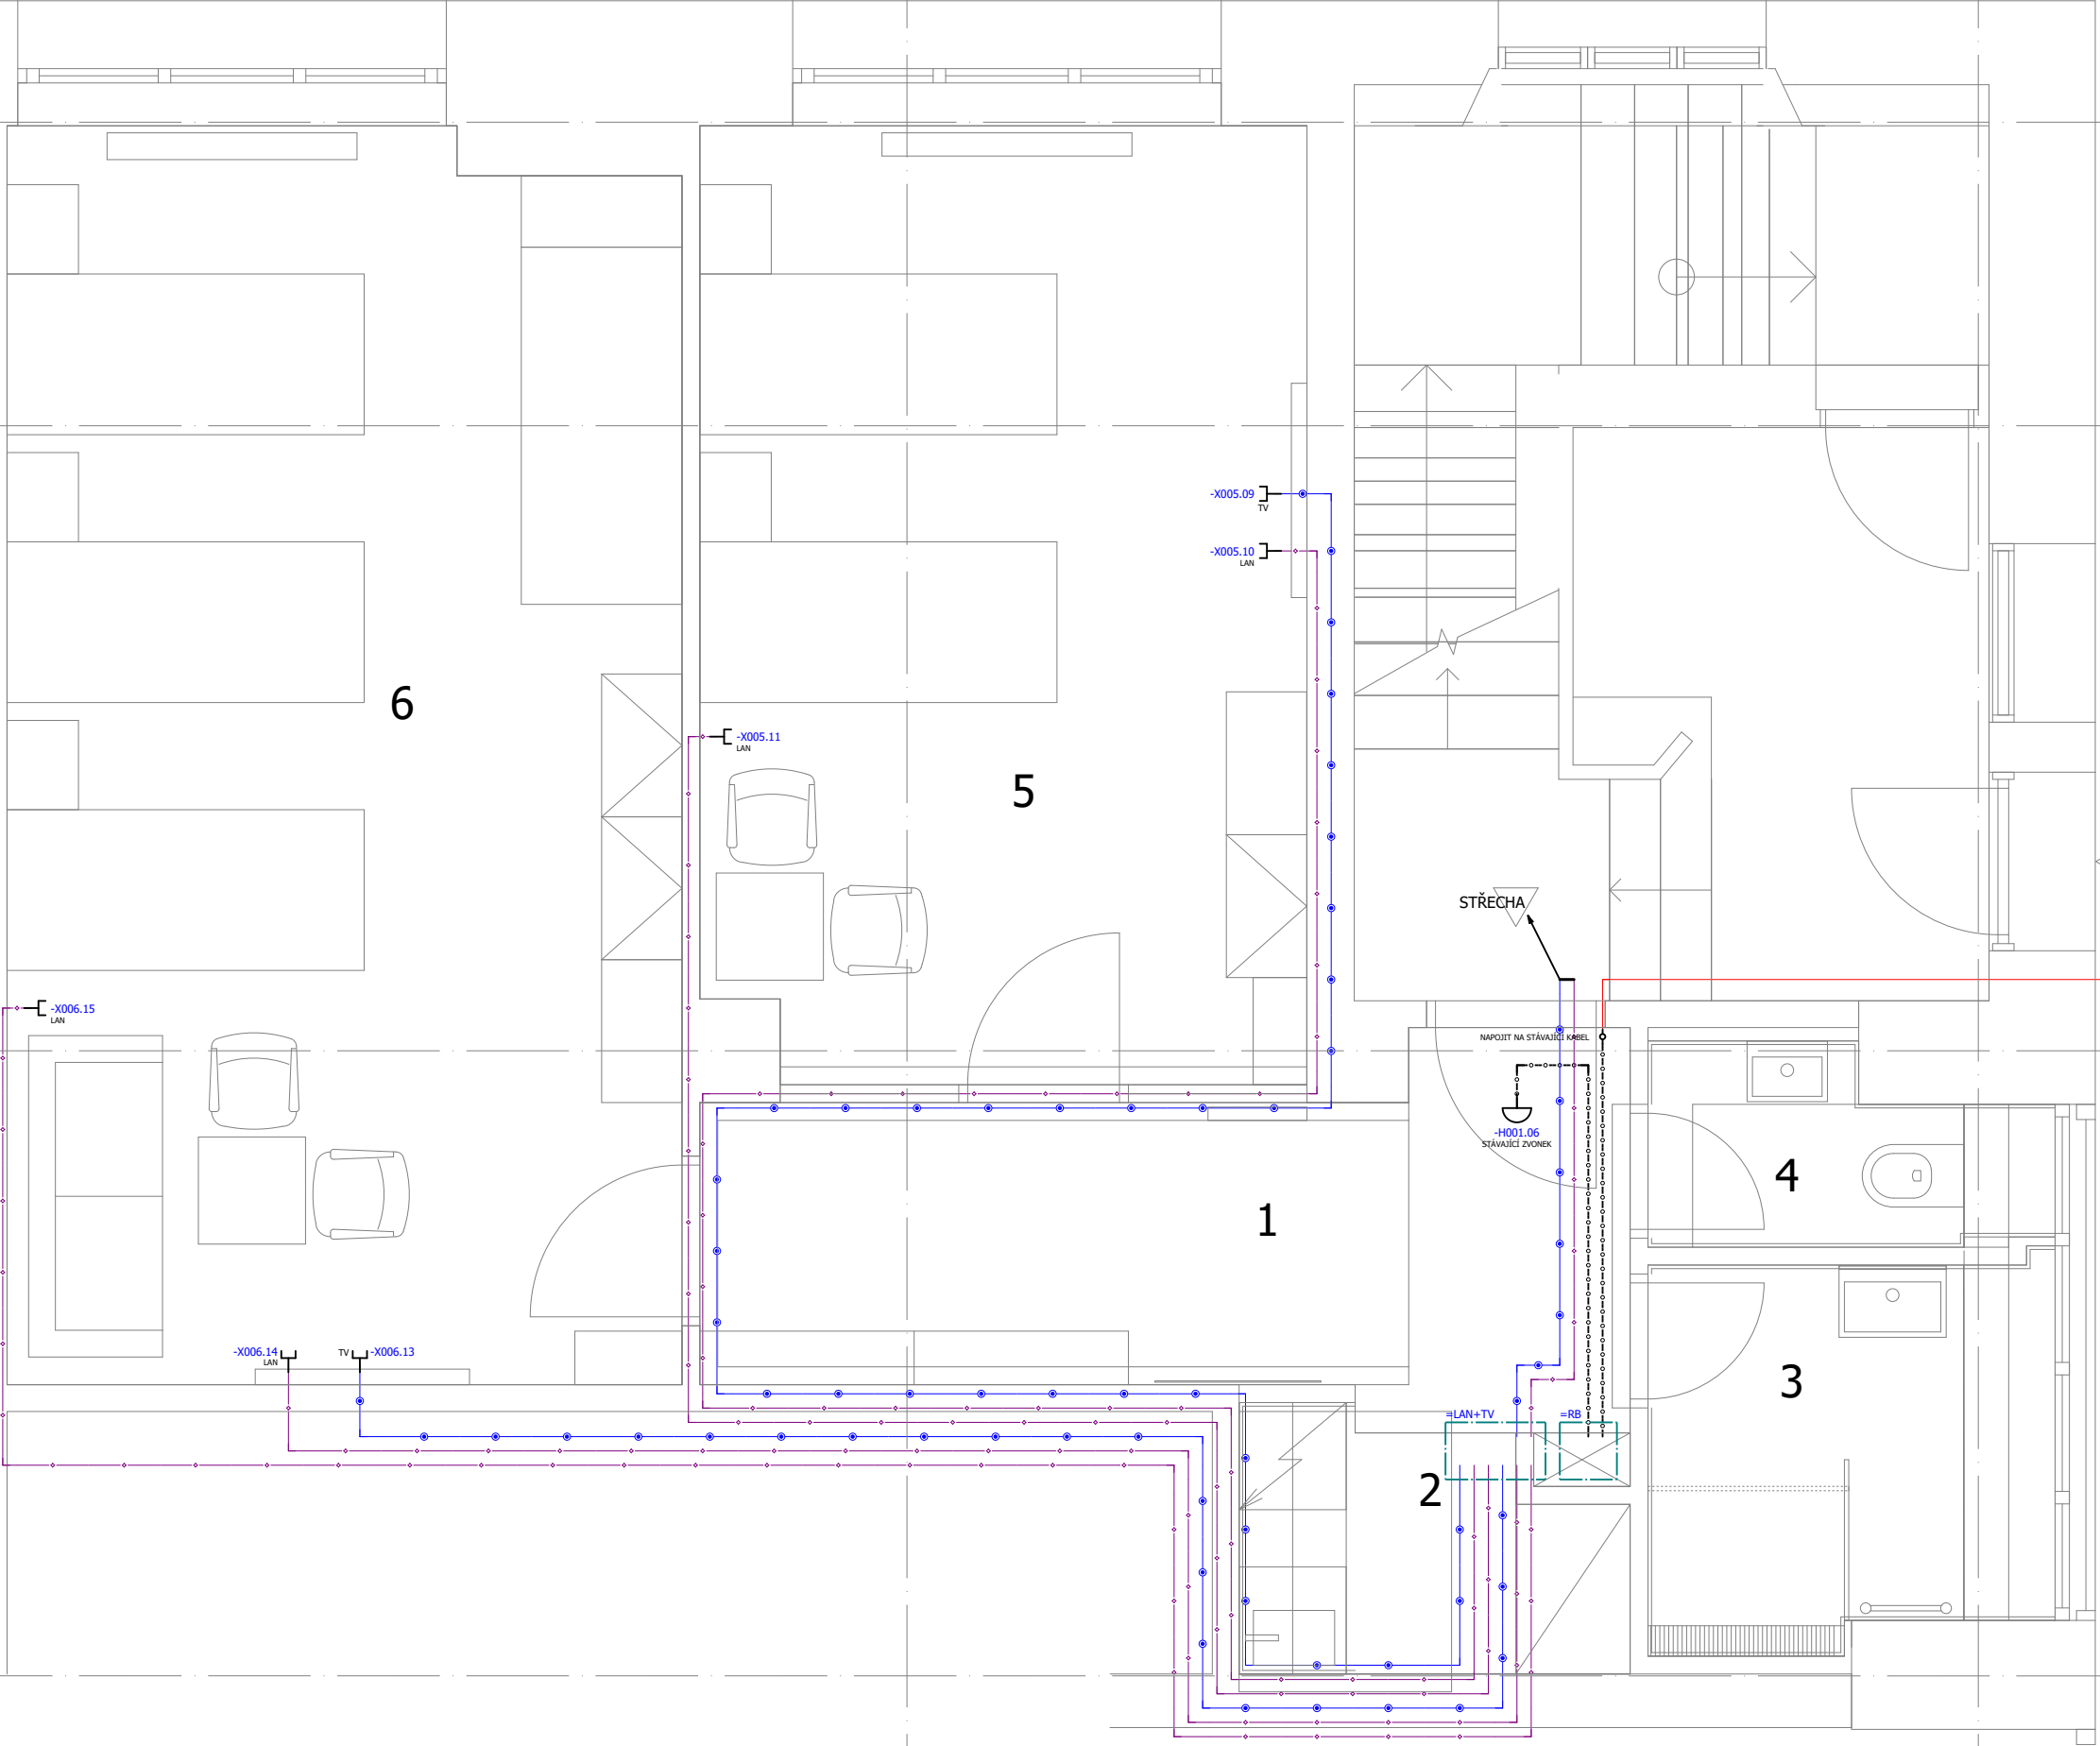 -X005.09
TV
-X005.10
LAN
6
-X005.11
LAN
5
STŘECHA
-X006.15
LAN
NAPOJIT NA STÁVAJÍCÍ KABEL
-H001.06
STÁVAJÍCÍ ZVONEK
4
1
-X006.14
LAN
TV
-X006.13
3
=LAN+TV
=RB
2